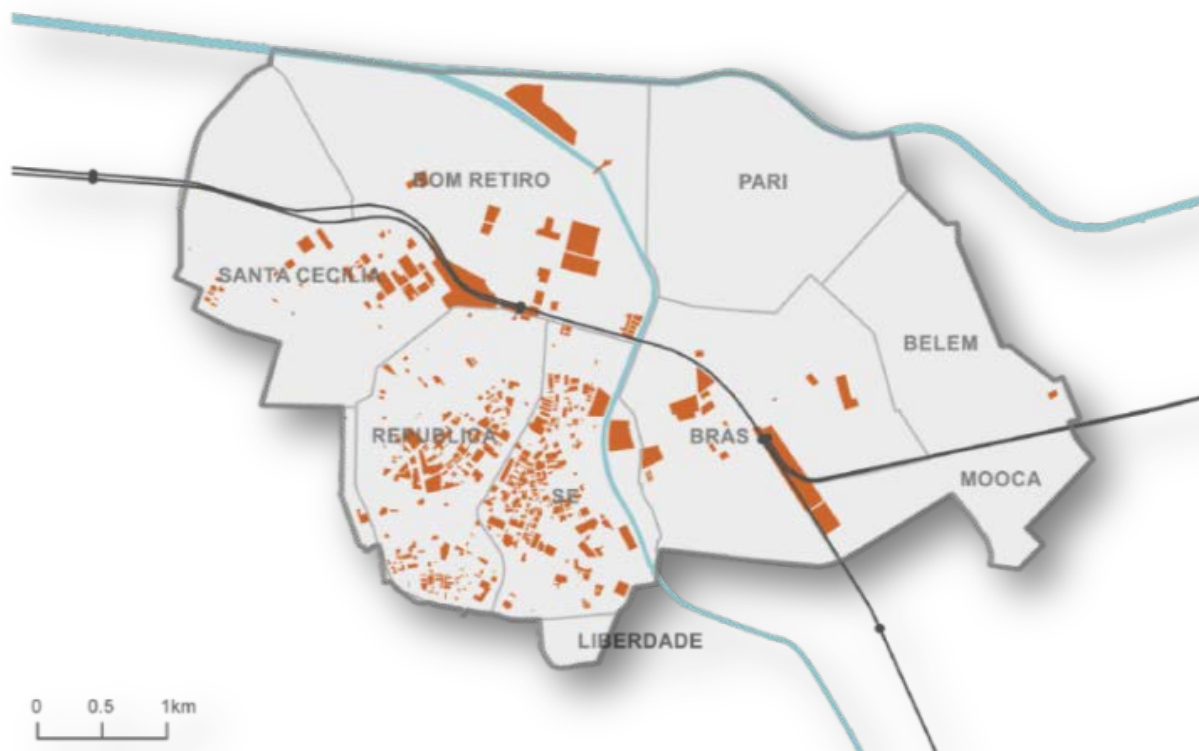 BOM RETIRO
PARI
SANTA CECILIA
BELEM
REPUBLICA
BRAS
MOOCA
SE
LIBERDADE
0 0.5 1km